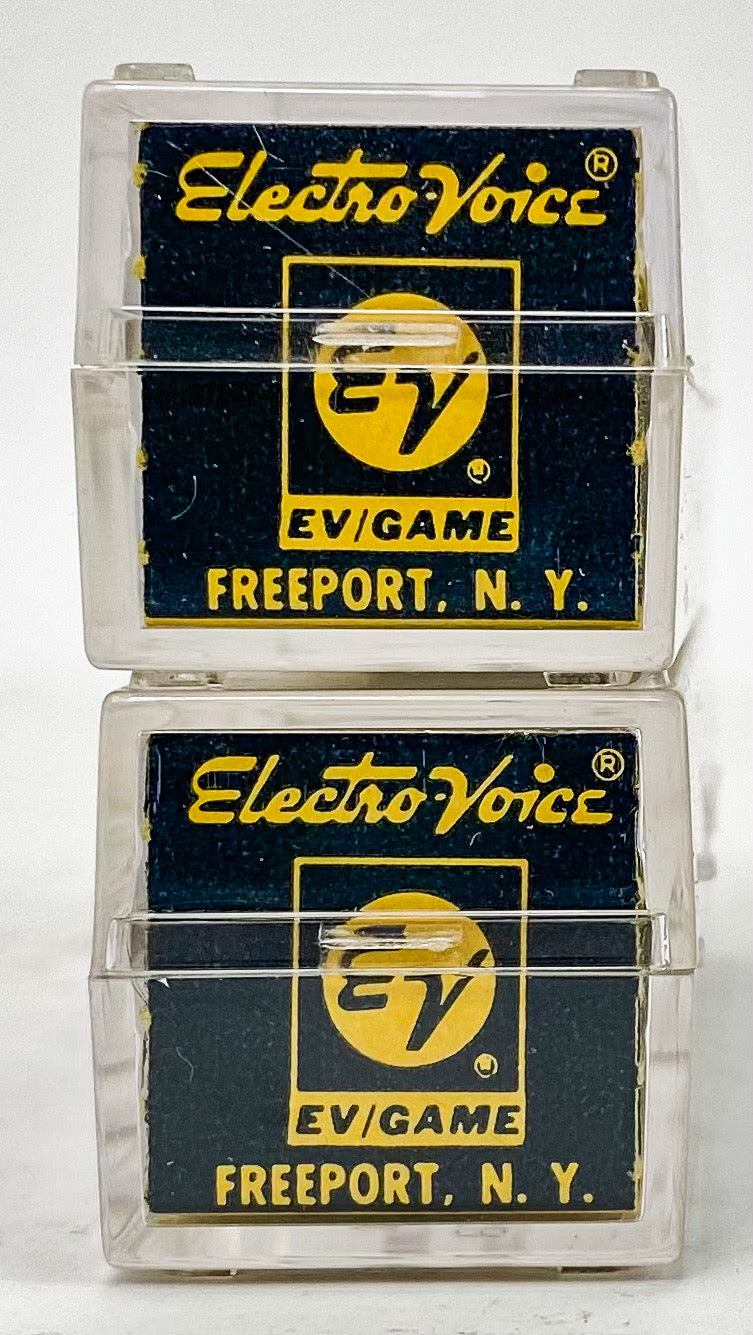 Electro-Voice®
EV
EV/GAME
FREEPORT, N. Y.
Electro-Voice®
EV
EV/GAME
FREEPORT, N. Y.